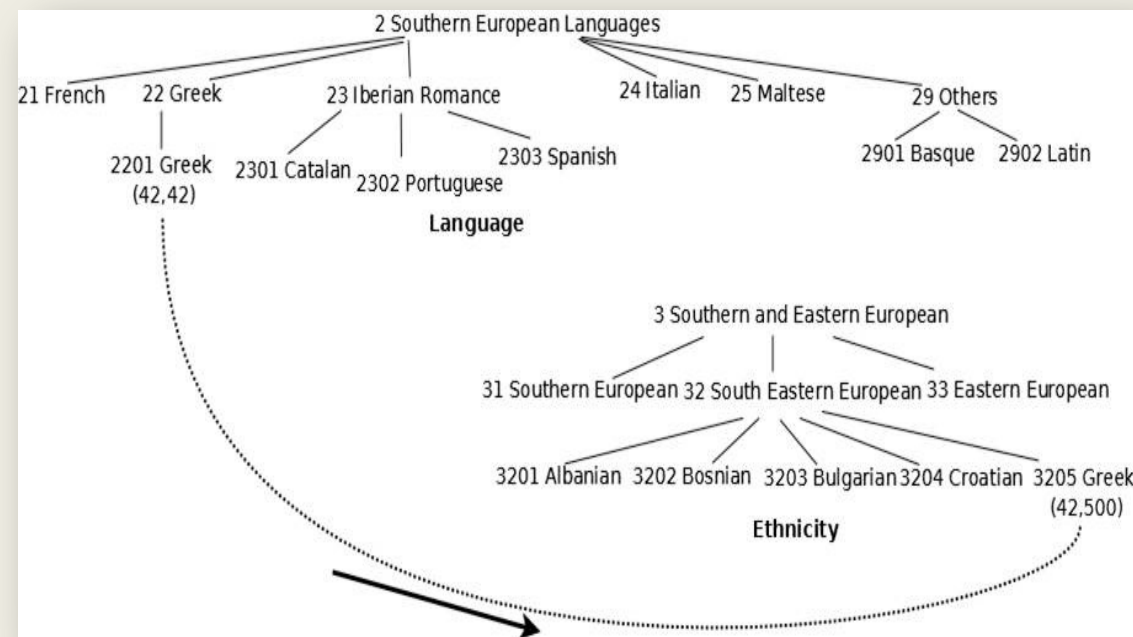 2 Southern European Languages
21 French
22 Greek
23 Iberian Romance
24 Italian
25 Maltese
29 Others
2201 Greek
(42,42)
2301 Catalan
2302 Portuguese
2303 Spanish
2901 Basque
2902 Latin
Language
3 Southern and Eastern European
31 Southern European
32 South Eastern European
33 Eastern European
3201 Albanian
3202 Bosnian
3203 Bulgarian
3204 Croatian
3205 Greek
(42,500)
Ethnicity